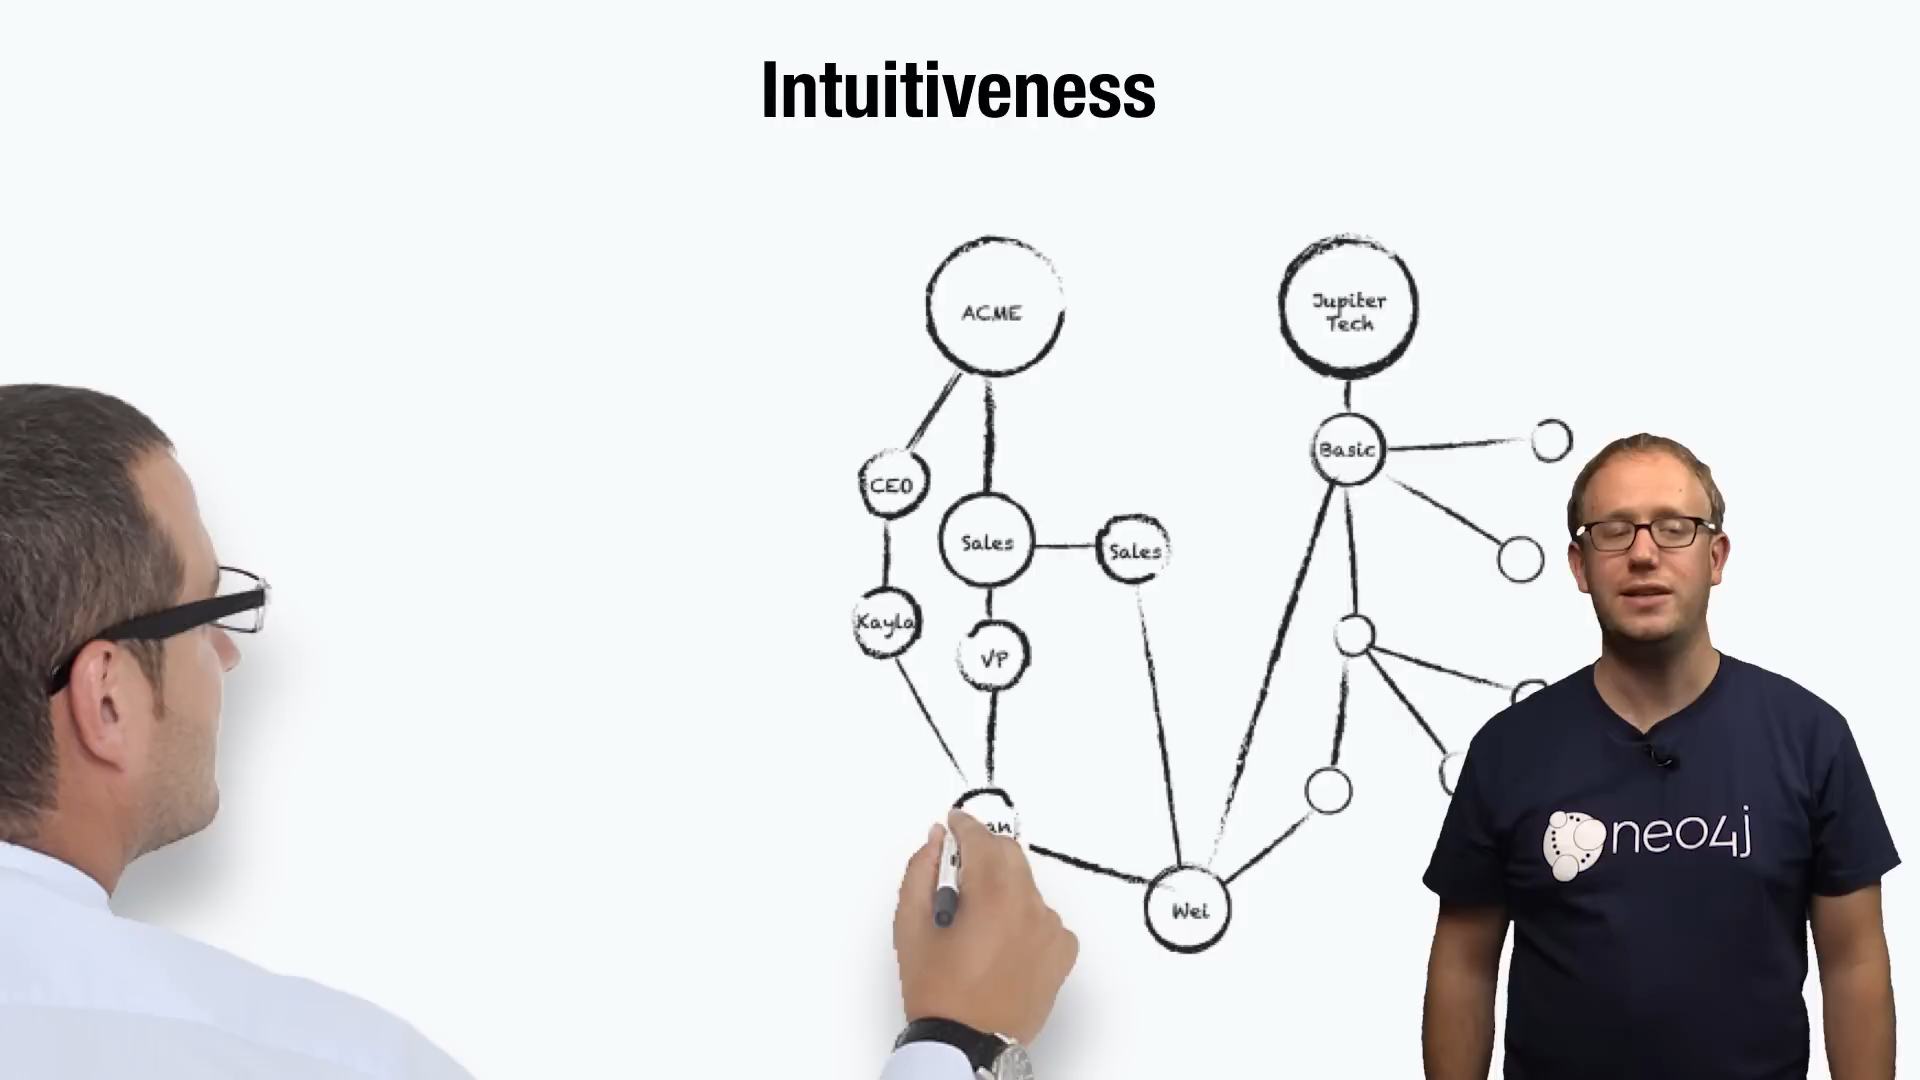 Intuitiveness
ACME
Jupiter
Tech
Basic
CEO
Sales
Sales
Kayla
VP
Wei
neo4j